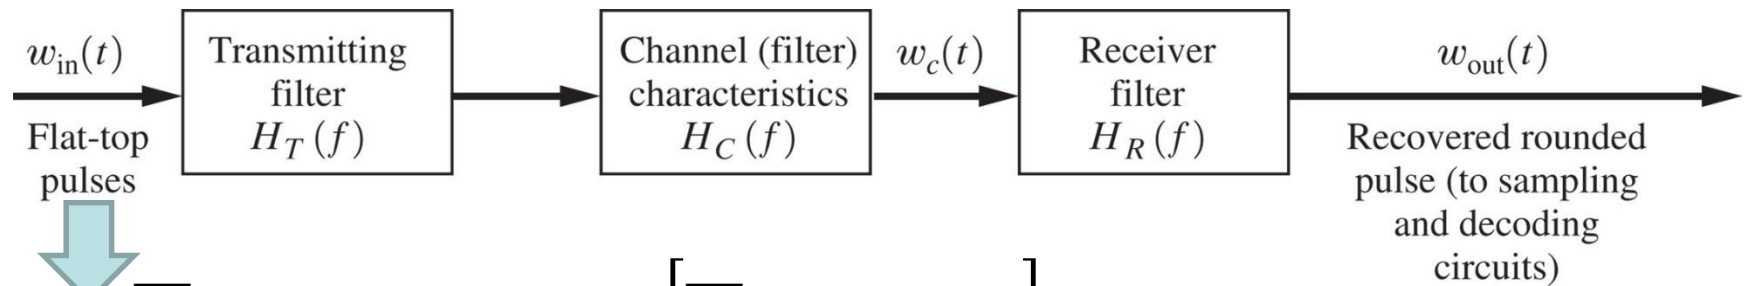 w_in(t)
Flat-top
pulses
Transmitting
filter
H_T (f)
Channel (filter)
characteristics
H_C (f)
w_c(t)
Receiver
filter
H_R (f)
w_out(t)
Recovered rounded
pulse (to sampling
and decoding
circuits)